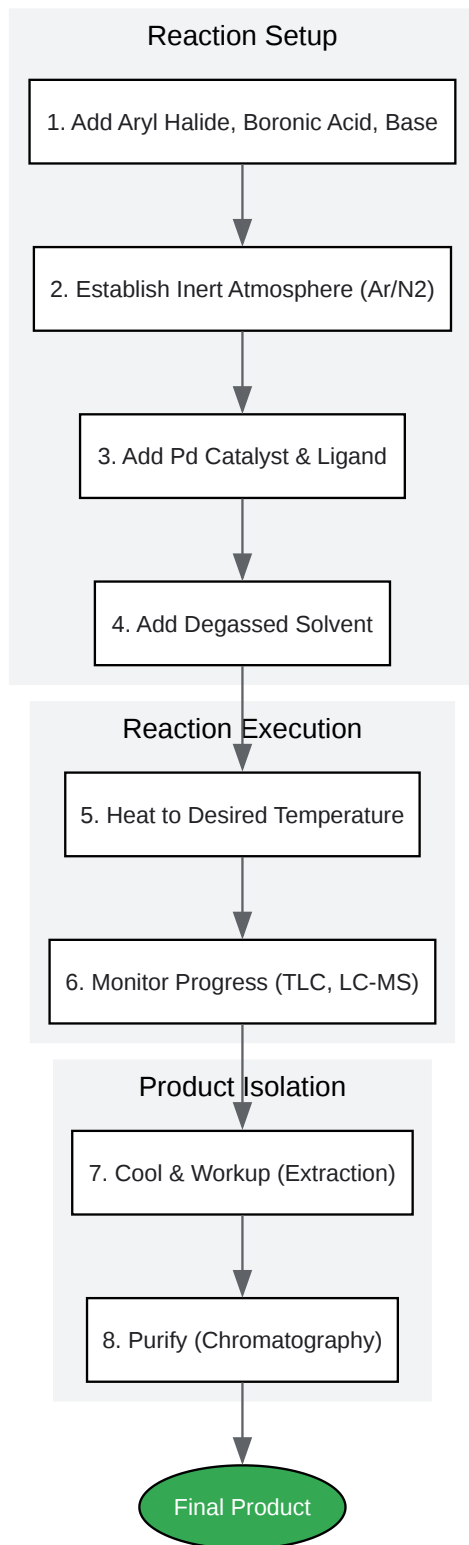 Reaction Setup
1. Add Aryl Halide, Boronic Acid, Base
2. Establish Inert Atmosphere (Ar/N2)
3. Add Pd Catalyst & Ligand
4. Add Degassed Solvent
Reaction Execution
5. Heat to Desired Temperature
6. Monitor Progress (TLC, LC-MS)
Product Isolation
7. Cool & Workup (Extraction)
8. Purify (Chromatography)
Final Product